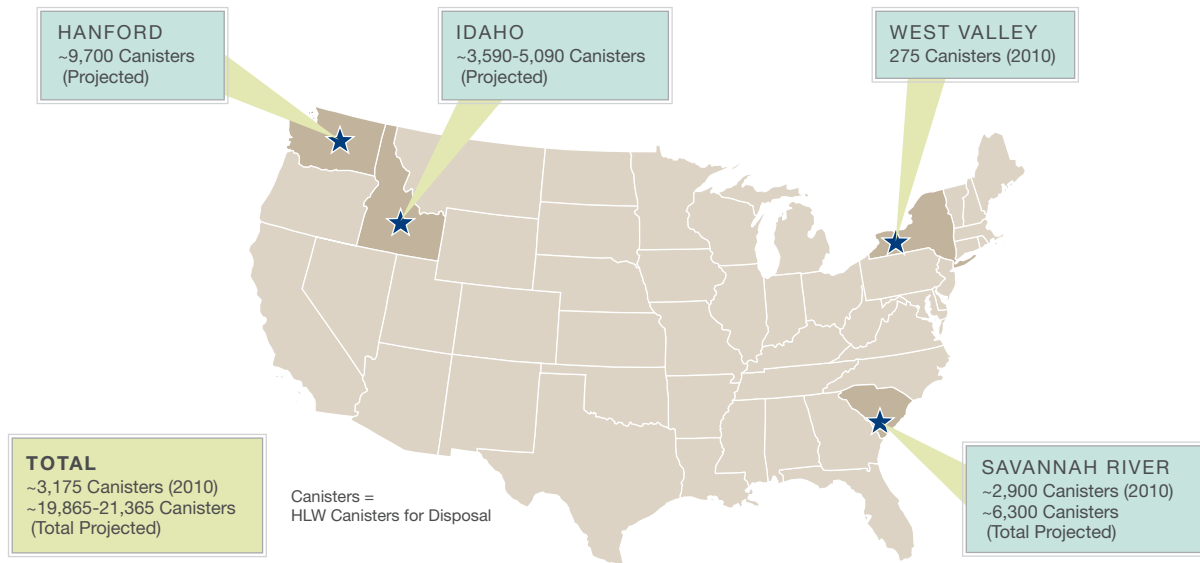 HANFORD
~9,700 Canisters
(Projected)
IDAHO
~3,590-5,090 Canisters
(Projected)
WEST VALLEY
275 Canisters (2010)
TOTAL
~3,175 Canisters (2010)
~19,865-21,365 Canisters
(Total Projected)
Canisters =
HLW Canisters for Disposal
SAVANNAH RIVER
~2,900 Canisters (2010)
~6,300 Canisters
(Total Projected)